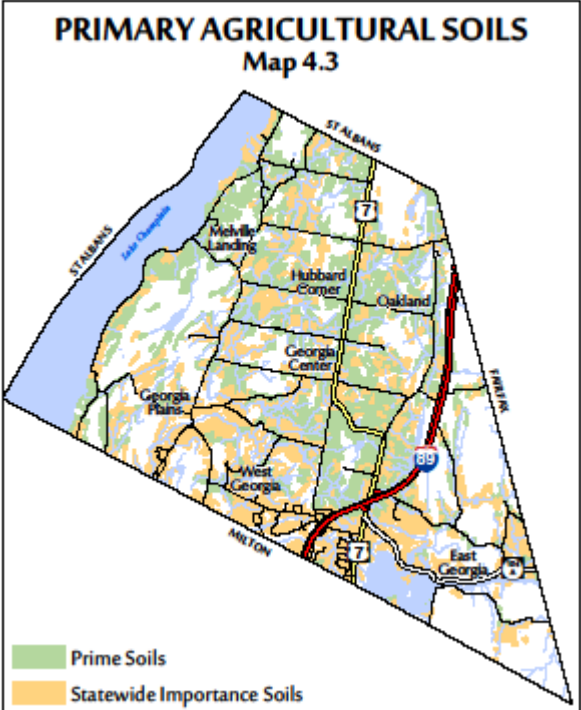 PRIMARY AGRICULTURAL SOILS
Map 4.3
ST ALBANS
7
ST ALBANS
Lake Champlain
Melville
Landing
Hubbard
Corner
Oakland
Georgia
Center
FAIRFAX
Georgia
Plains
89
West
Georgia
MILTON
7
East
Georgia
Prime Soils
Statewide Importance Soils